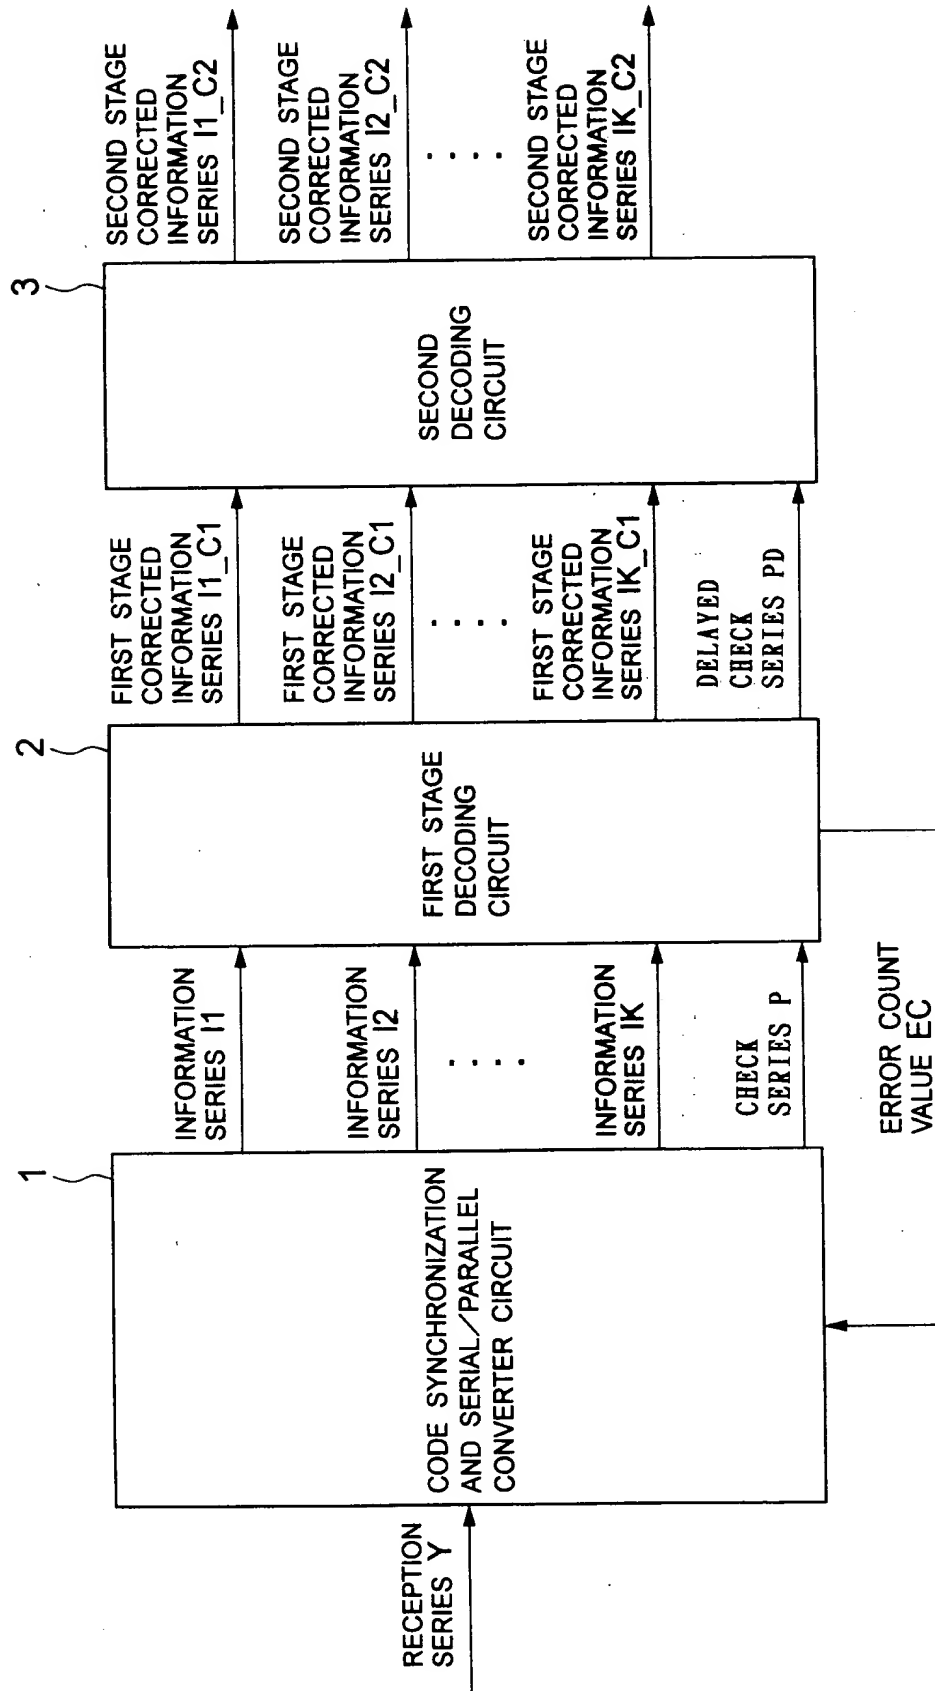 RECEPTION
SERIES Y
1
CODE SYNCHRONIZATION
AND SERIAL/PARALLEL
CONVERTER CIRCUIT
INFORMATION
SERIES I1
INFORMATION
SERIES I2
. . . .
INFORMATION
SERIES IK
CHECK
SERIES P
ERROR COUNT
VALUE EC
2
FIRST STAGE
DECODING
CIRCUIT
FIRST STAGE
CORRECTED
INFORMATION
SERIES I1_C1
FIRST STAGE
CORRECTED
INFORMATION
SERIES I2_C1
. . . .
FIRST STAGE
CORRECTED
INFORMATION
SERIES IK_C1
DELAYED
CHECK
SERIES PD
3
SECOND
DECODING
CIRCUIT
SECOND STAGE
CORRECTED
INFORMATION
SERIES I1_C2
SECOND STAGE
CORRECTED
INFORMATION
SERIES I2_C2
. . . .
SECOND STAGE
CORRECTED
INFORMATION
SERIES IK_C2